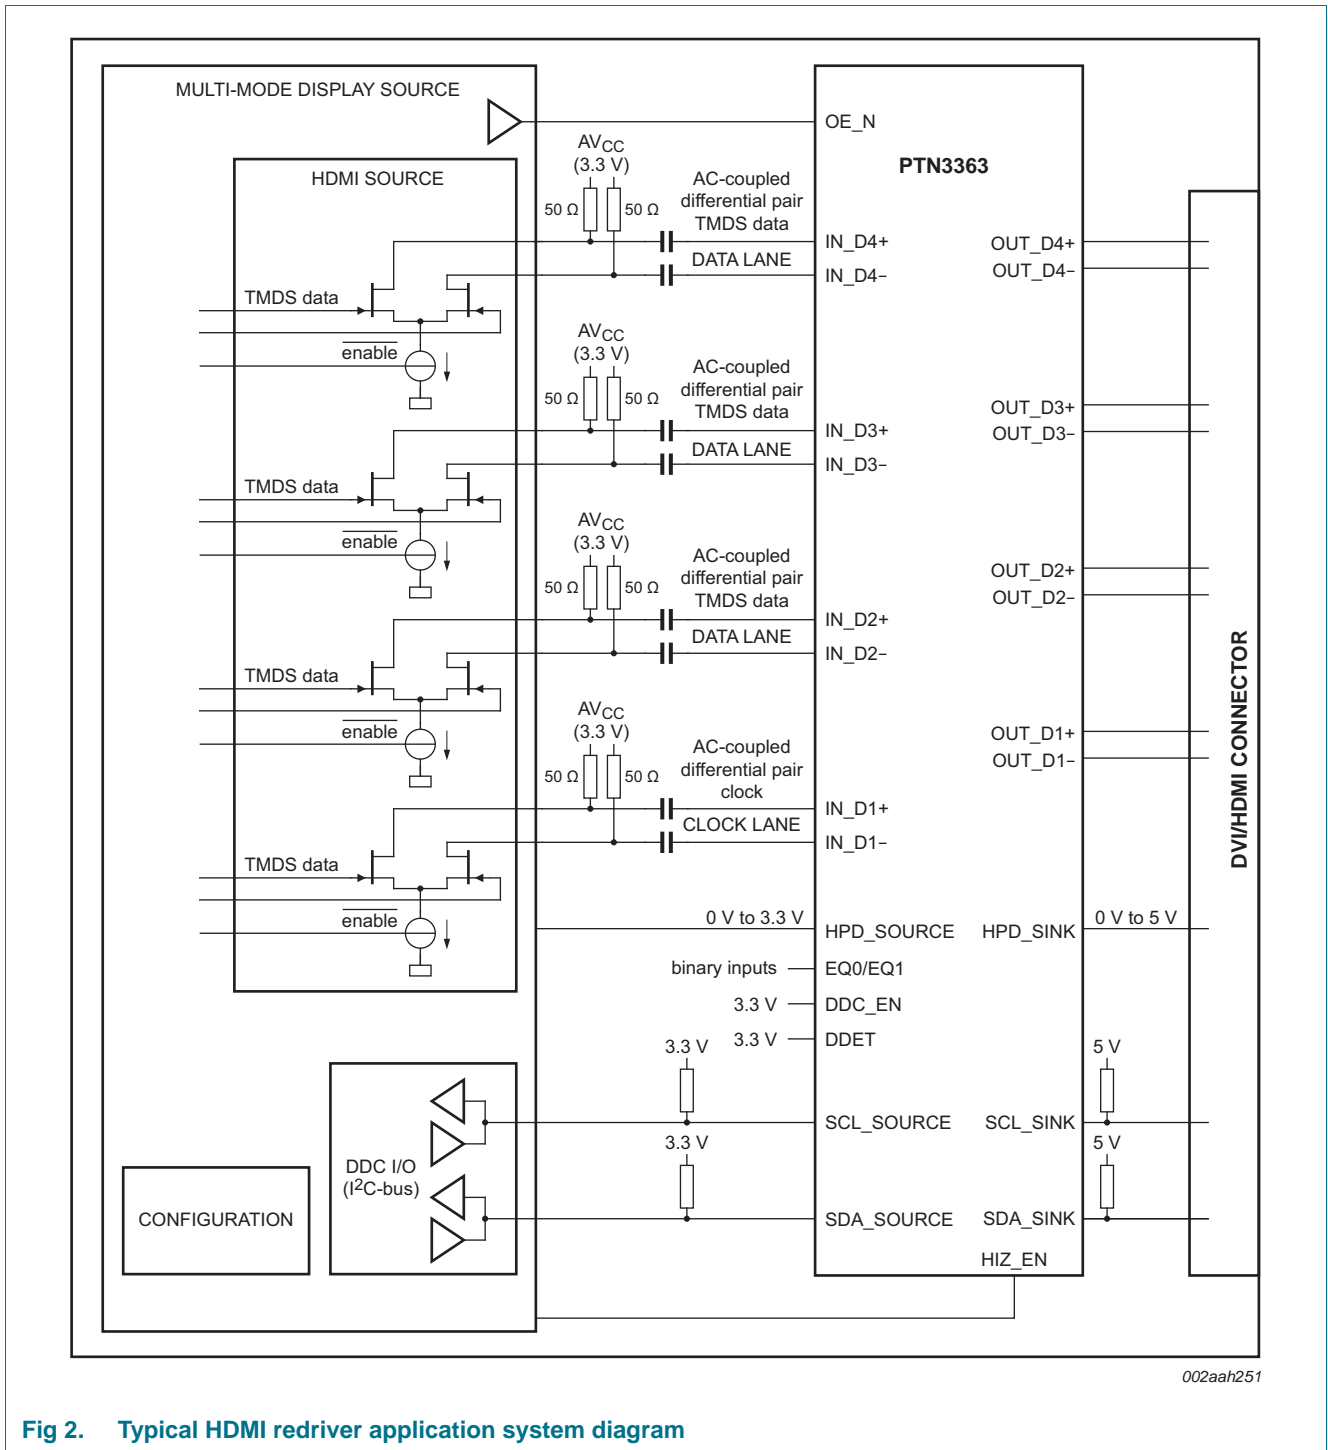 MULTI-MODE DISPLAY SOURCE
OE_N
PTN3363
HDMI SOURCE
AVCC
(3.3 V)
50 Ω
50 Ω
AC-coupled
differential pair
TMDS data
IN_D4+
DATA LANE
IN_D4−
OUT_D4+
OUT_D4−
TMDS data
enable
AVCC
(3.3 V)
50 Ω
50 Ω
AC-coupled
differential pair
TMDS data
IN_D3+
DATA LANE
IN_D3−
OUT_D3+
OUT_D3−
TMDS data
enable
AVCC
(3.3 V)
50 Ω
50 Ω
AC-coupled
differential pair
TMDS data
IN_D2+
DATA LANE
IN_D2−
OUT_D2+
OUT_D2−
TMDS data
enable
AVCC
(3.3 V)
50 Ω
50 Ω
AC-coupled
differential pair
clock
IN_D1+
CLOCK LANE
IN_D1−
OUT_D1+
OUT_D1−
TMDS data
enable
DVI/HDMI CONNECTOR
0 V to 3.3 V
HPD_SOURCE
HPD_SINK
0 V to 5 V
binary inputs
EQ0/EQ1
3.3 V
DDC_EN
3.3 V
DDET
3.3 V
5 V
SCL_SOURCE
SCL_SINK
3.3 V
5 V
DDC I/O
(I2C-bus)
SDA_SOURCE
SDA_SINK
CONFIGURATION
HIZ_EN
002aah251
Fig 2. Typical HDMI redriver application system diagram